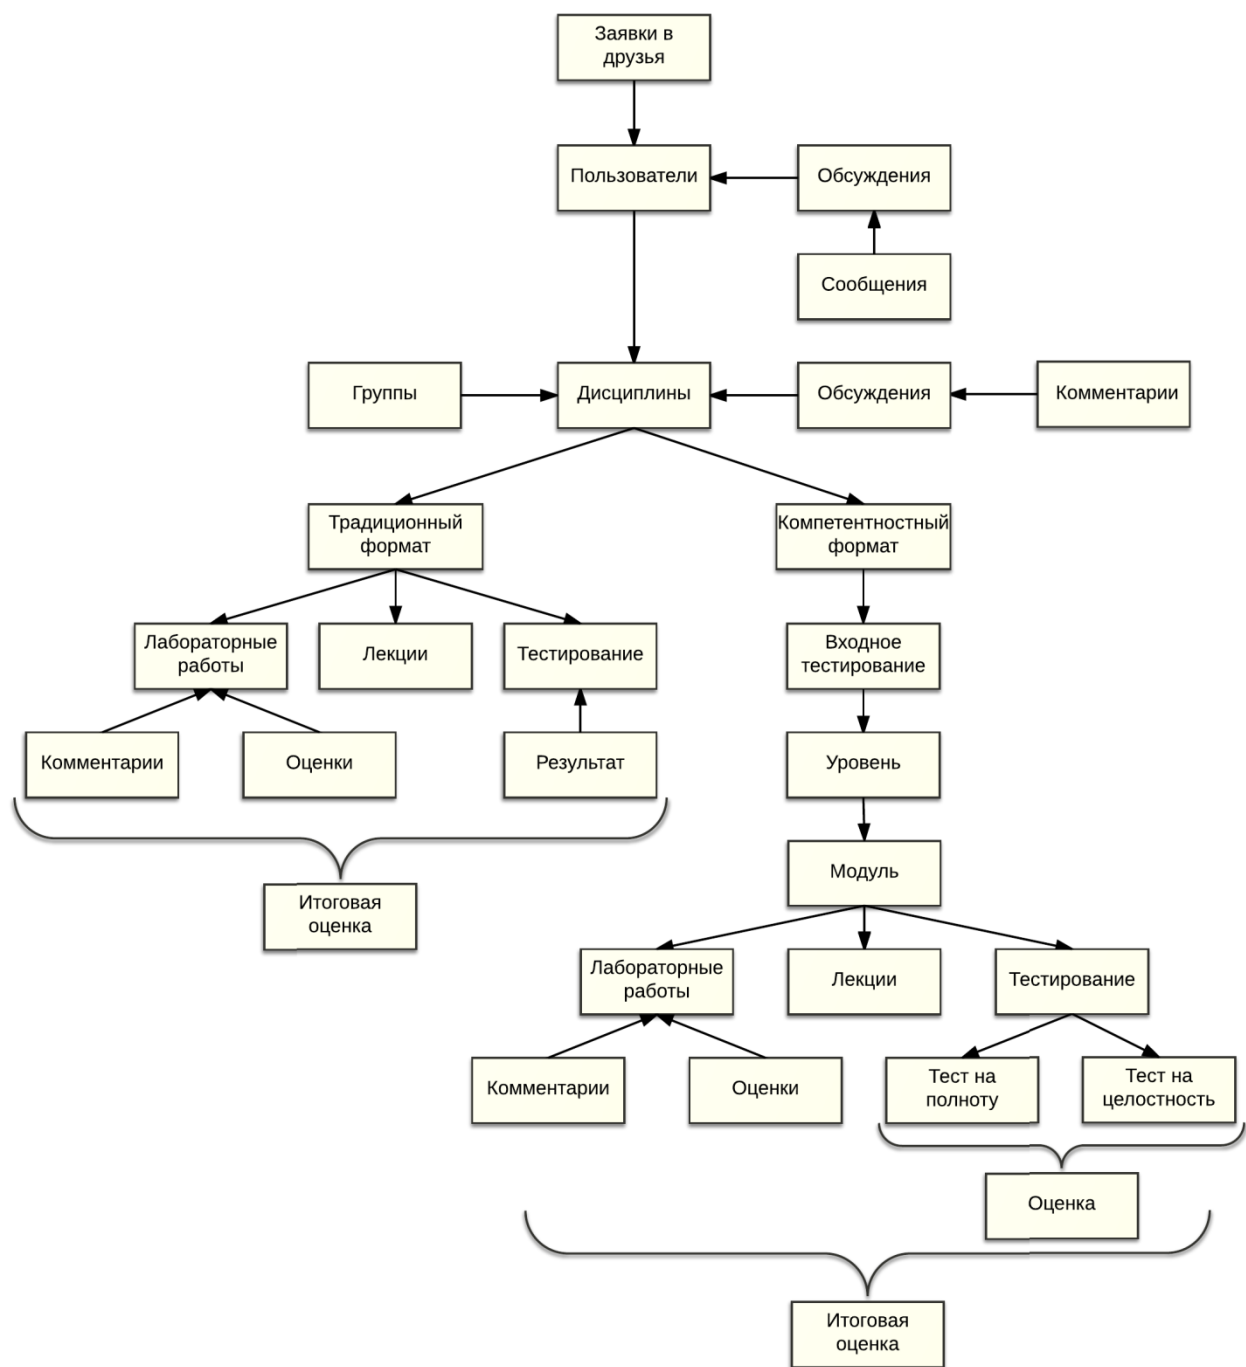 Заявки в
друзья
Пользователи
Обсуждения
Сообщения
Группы
Дисциплины
Обсуждения
Комментарии
Традиционный
формат
Компетентностный
формат
Лабораторные
работы
Лекции
Тестирование
Входное
тестирование
Комментарии
Оценки
Результат
Уровень
Модуль
Итоговая
оценка
Лабораторные
работы
Лекции
Тестирование
Комментарии
Оценки
Тест на
полноту
Тест на
целостность
Оценка
Итоговая
оценка